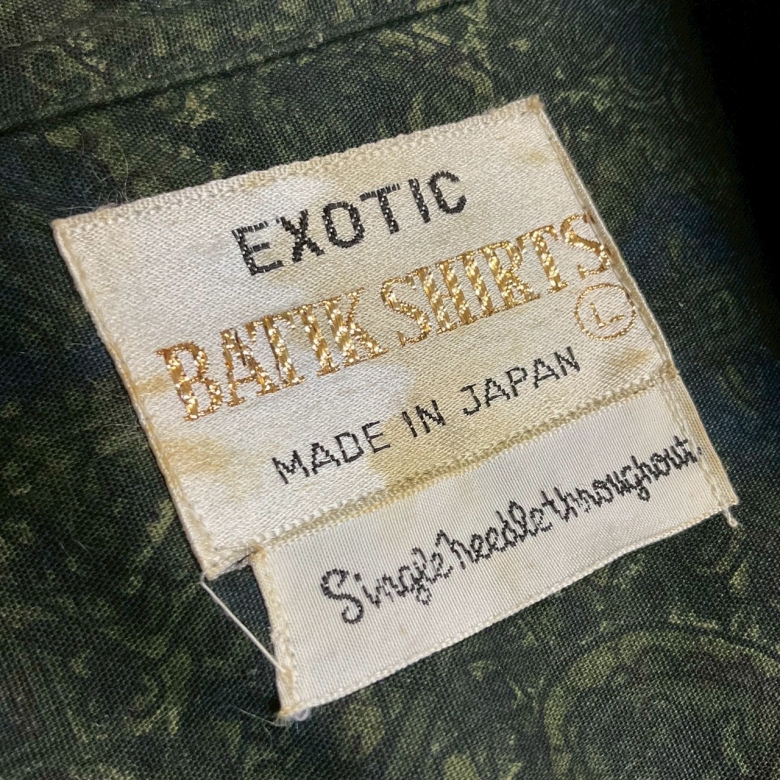 EXOTIC
BATIK SHIRTS
L
MADE IN JAPAN
Single needle throughout.